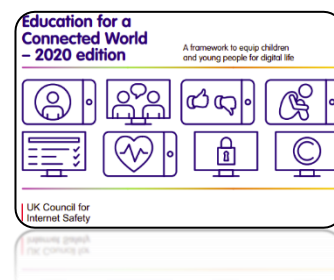 Education for a
Connected World
– 2020 edition
A framework to equip children
and young people for digital life
©
UK Council for
Internet Safety